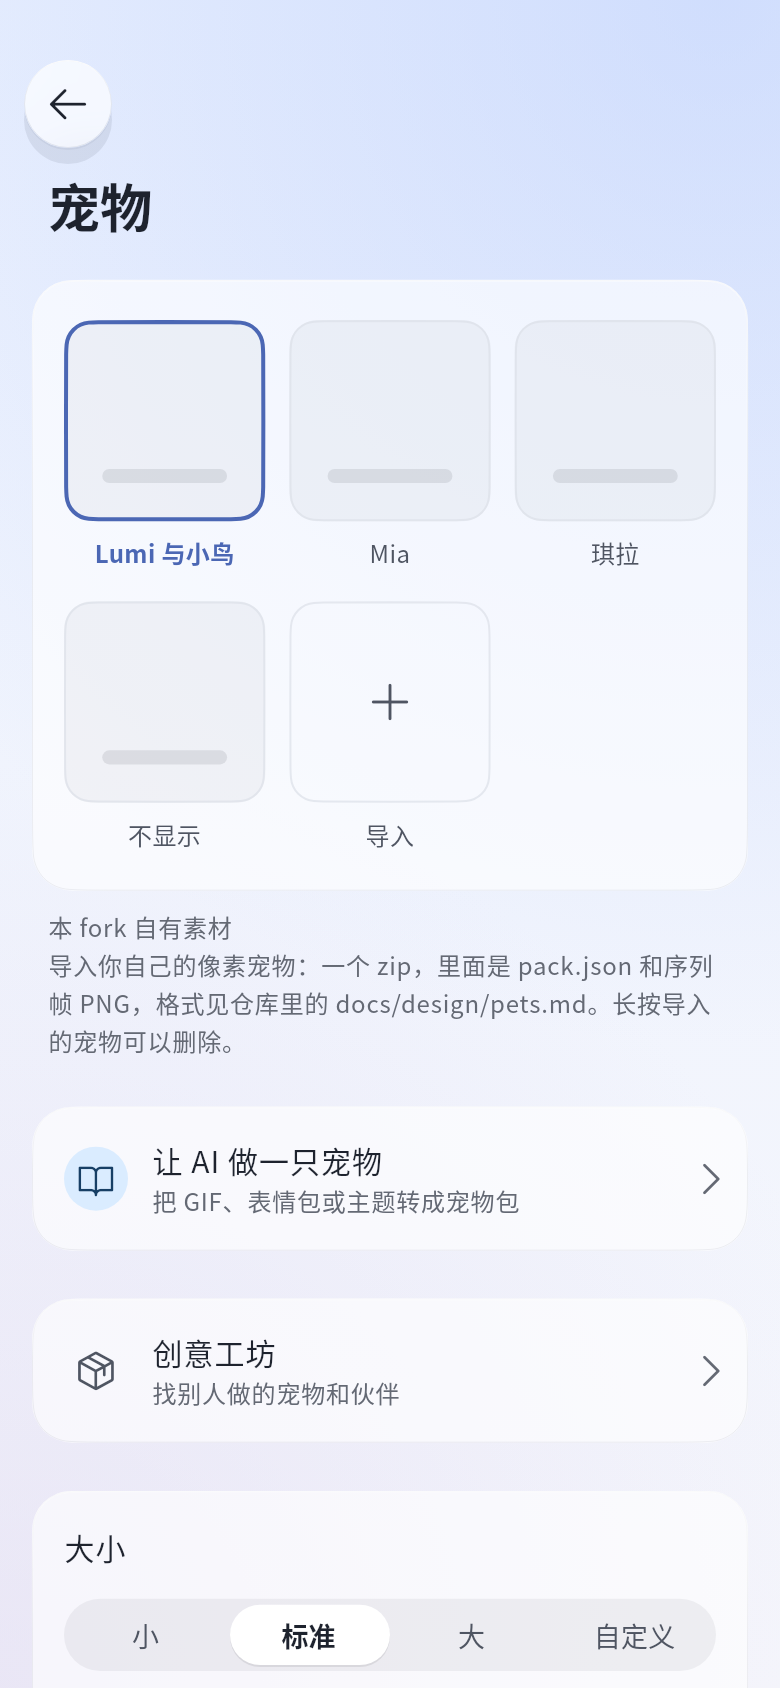 宠物
Lumi 与小鸟
Mia
琪拉
不显示
导入
本 fork 自有素材
导入你自己的像素宠物：一个 zip，里面是 pack.json 和序列
帧 PNG，格式见仓库里的 docs/design/pets.md。长按导入
的宠物可以删除。
让 AI 做一只宠物
把 GIF、表情包或主题转成宠物包
创意工坊
找别人做的宠物和伙伴
大小
小
标准
大
自定义